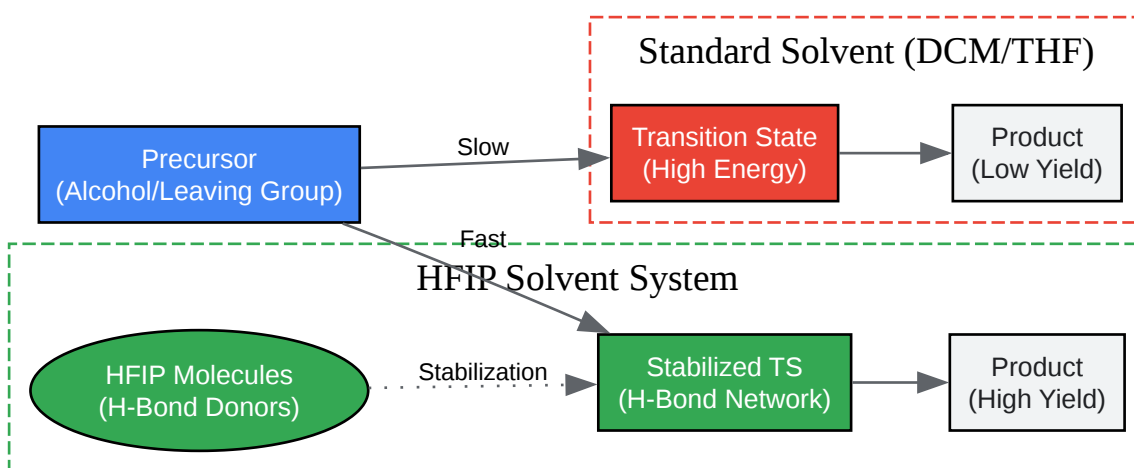 Standard Solvent (DCM/THF)
Precursor
(Alcohol/Leaving Group)
Slow
Transition State
(High Energy)
Product
(Low Yield)
Fast
HFIP Solvent System
HFIP Molecules
(H-Bond Donors)
Stabilization
Stabilized TS
(H-Bond Network)
Product
(High Yield)